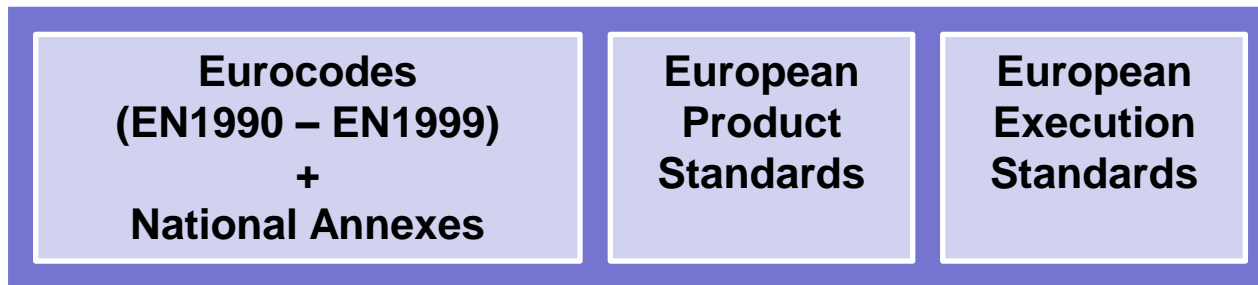 Eurocodes
(EN1990 – EN1999)
+
National Annexes
European
Product
Standards
European
Execution
Standards